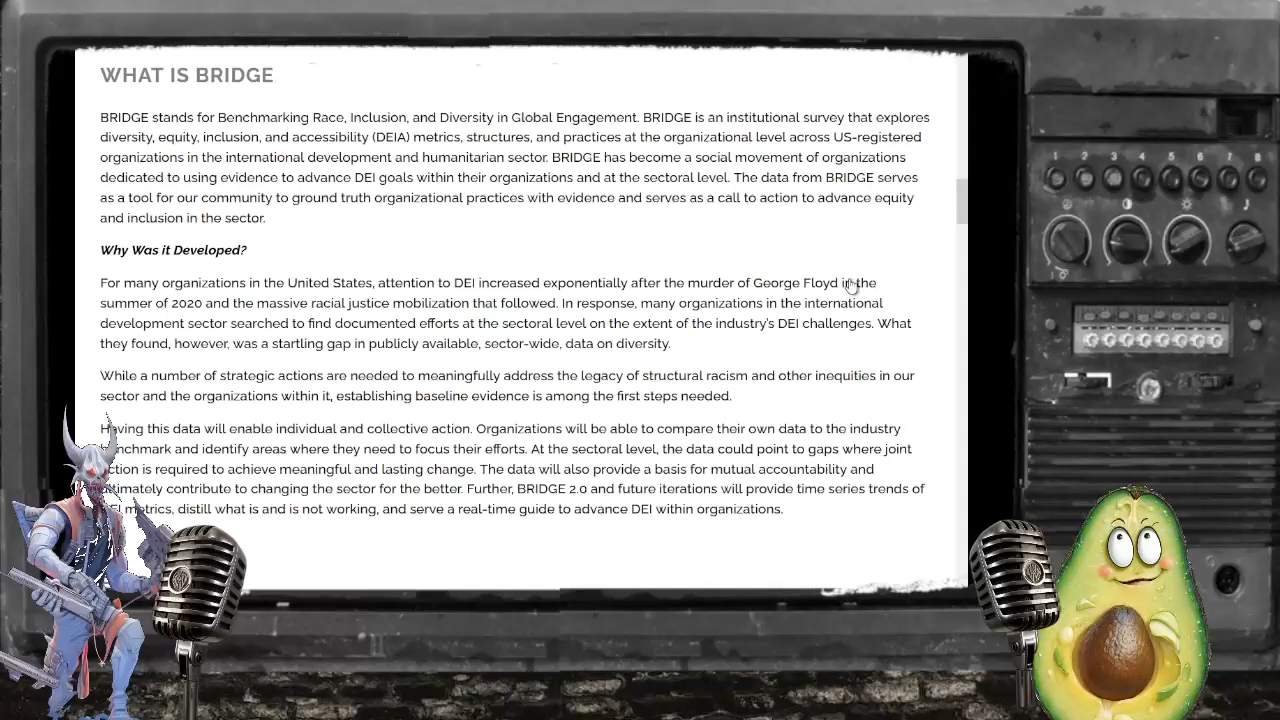 WHAT IS BRIDGE
BRIDGE stands for Benchmarking Race, Inclusion, and Diversity in Global Engagement. BRIDGE is an institutional survey that explores
diversity, equity, inclusion, and accessibility (DEIA) metrics, structures, and practices at the organizational level across US-registered
organizations in the international development and humanitarian sector. BRIDGE has become a social movement of organizations
dedicated to using evidence to advance DEI goals within their organizations and at the sectoral level. The data from BRIDGE serves
as a tool for our community to ground truth organizational practices with evidence and serves as a call to action to advance equity
and inclusion in the sector.
Why Was it Developed?
For many organizations in the United States, attention to DEI increased exponentially after the murder of George Floyd in the
summer of 2020 and the massive racial justice mobilization that followed. In response, many organizations in the international
development sector searched to find documented efforts at the sectoral level on the extent of the industry's DEI challenges. What
they found, however, was a startling gap in publicly available, sector-wide, data on diversity.
While a number of strategic actions are needed to meaningfully address the legacy of structural racism and other inequities in our
sector and the organizations within it, establishing baseline evidence is among the first steps needed.
Having this data will enable individual and collective action. Organizations will be able to compare their own data to the industry
benchmark and identify areas where they need to focus their efforts. At the sectoral level, the data could point to gaps where joint
action is required to achieve meaningful and lasting change. The data will also provide a basis for mutual accountability and
ultimately contribute to changing the sector for the better. Further, BRIDGE 2.0 and future iterations will provide time series trends of
DEI metrics, distill what is and is not working, and serve a real-time guide to advance DEI within organizations.
1 2 3 4 5 6 7 8